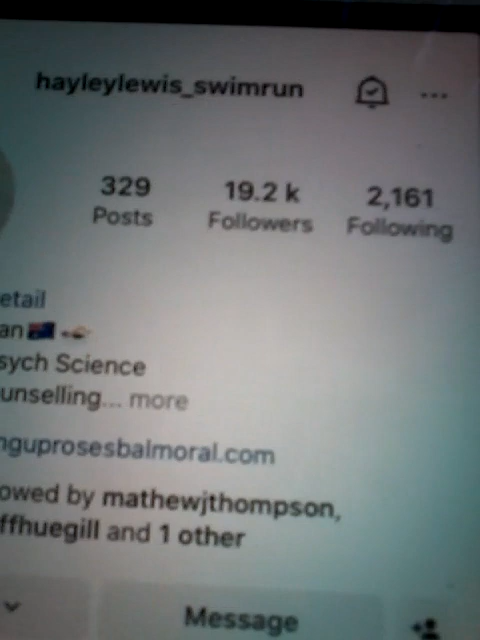 hayleylewis_swimrun
329 19.2 k 2,161
Posts Followers Following
etail
an
sych Science
unselling... more
nguprosesbalmoral.com
owed by mathewjthompson,
ffhuegill and 1 other
Message